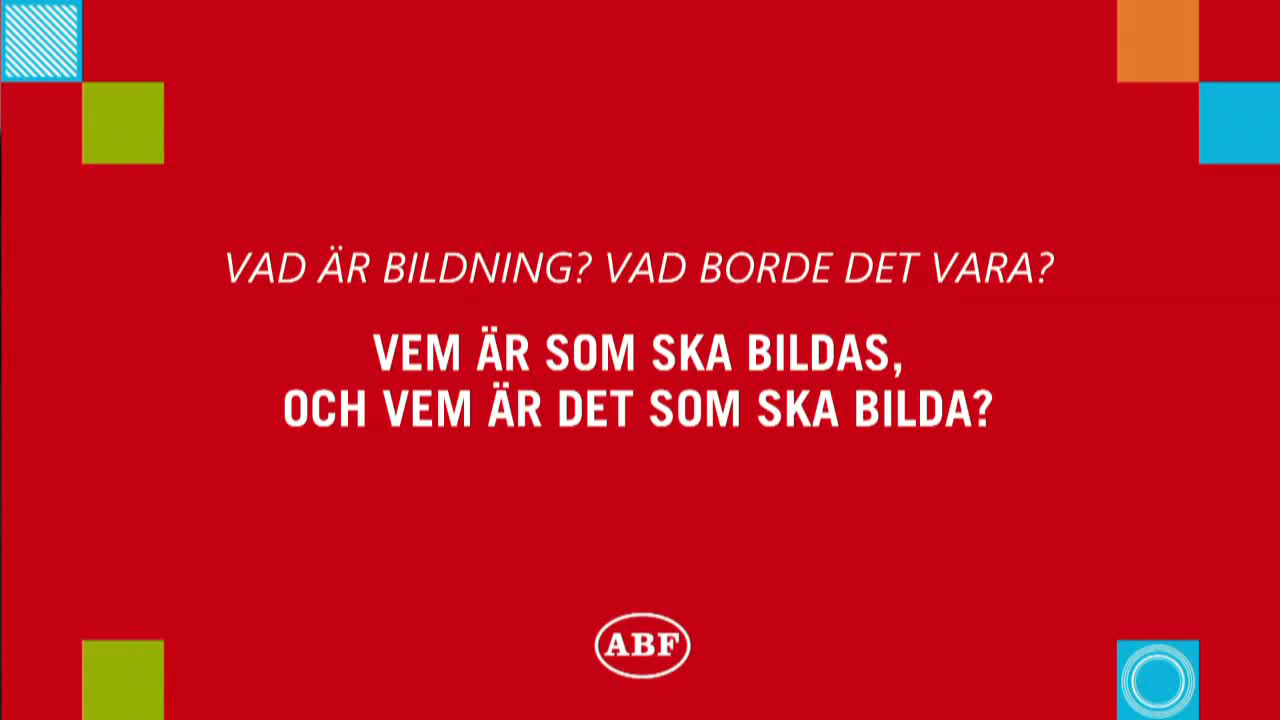 VAD ÄR BILDNING? VAD BORDE DET VARA?
VEM ÄR SOM SKA BILDAS,
OCH VEM ÄR DET SOM SKA BILDA?
ABF